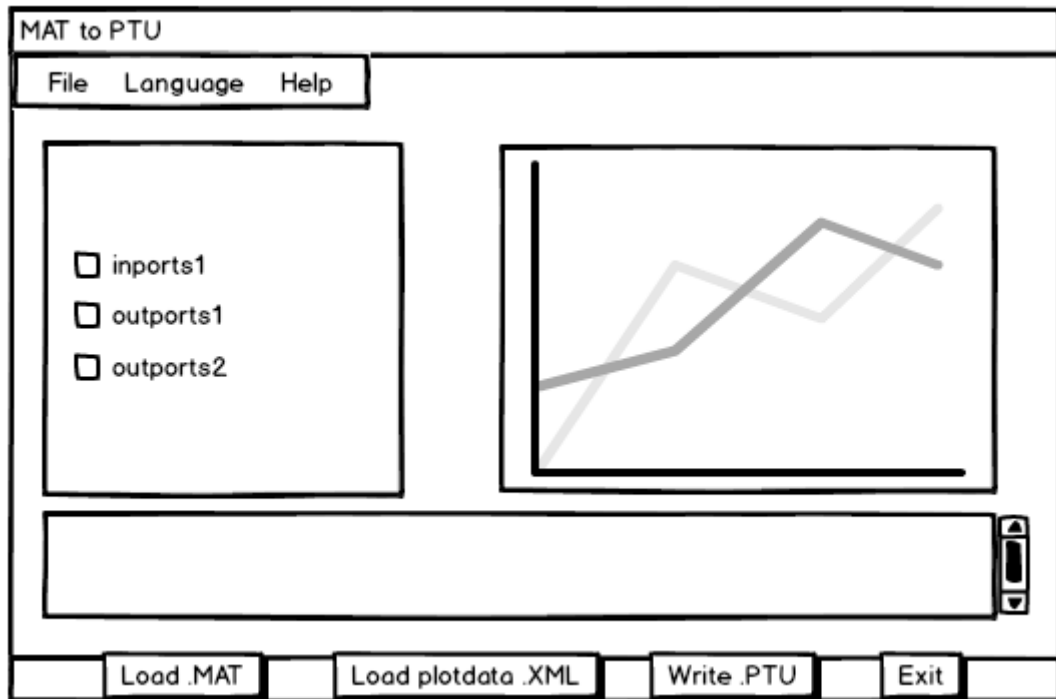 MAT to PTU
File Language Help
inports1
outports1
outports2
Load .MAT Load plotdata .XML Write .PTU Exit